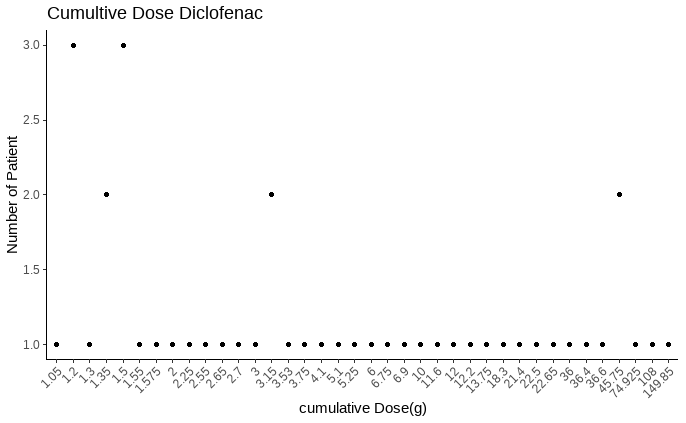 Cumultive Dose Diclofenac
Number of Patient
3.0
2.5
2.0
1.5
1.0
1.05 1.2 1.3 1.35 1.5 1.55 1.575 2 2.25 2.55 2.65 2.7 3 3.15 3.53 3.75 4.1 5.1 5.25 6 6.75 6.9 10 11.6 12 12.2 13.75 18.3 21.4 22.5 22.65 36 36.4 36.6 45.75 74.925 108 149.85
cumulative Dose(g)